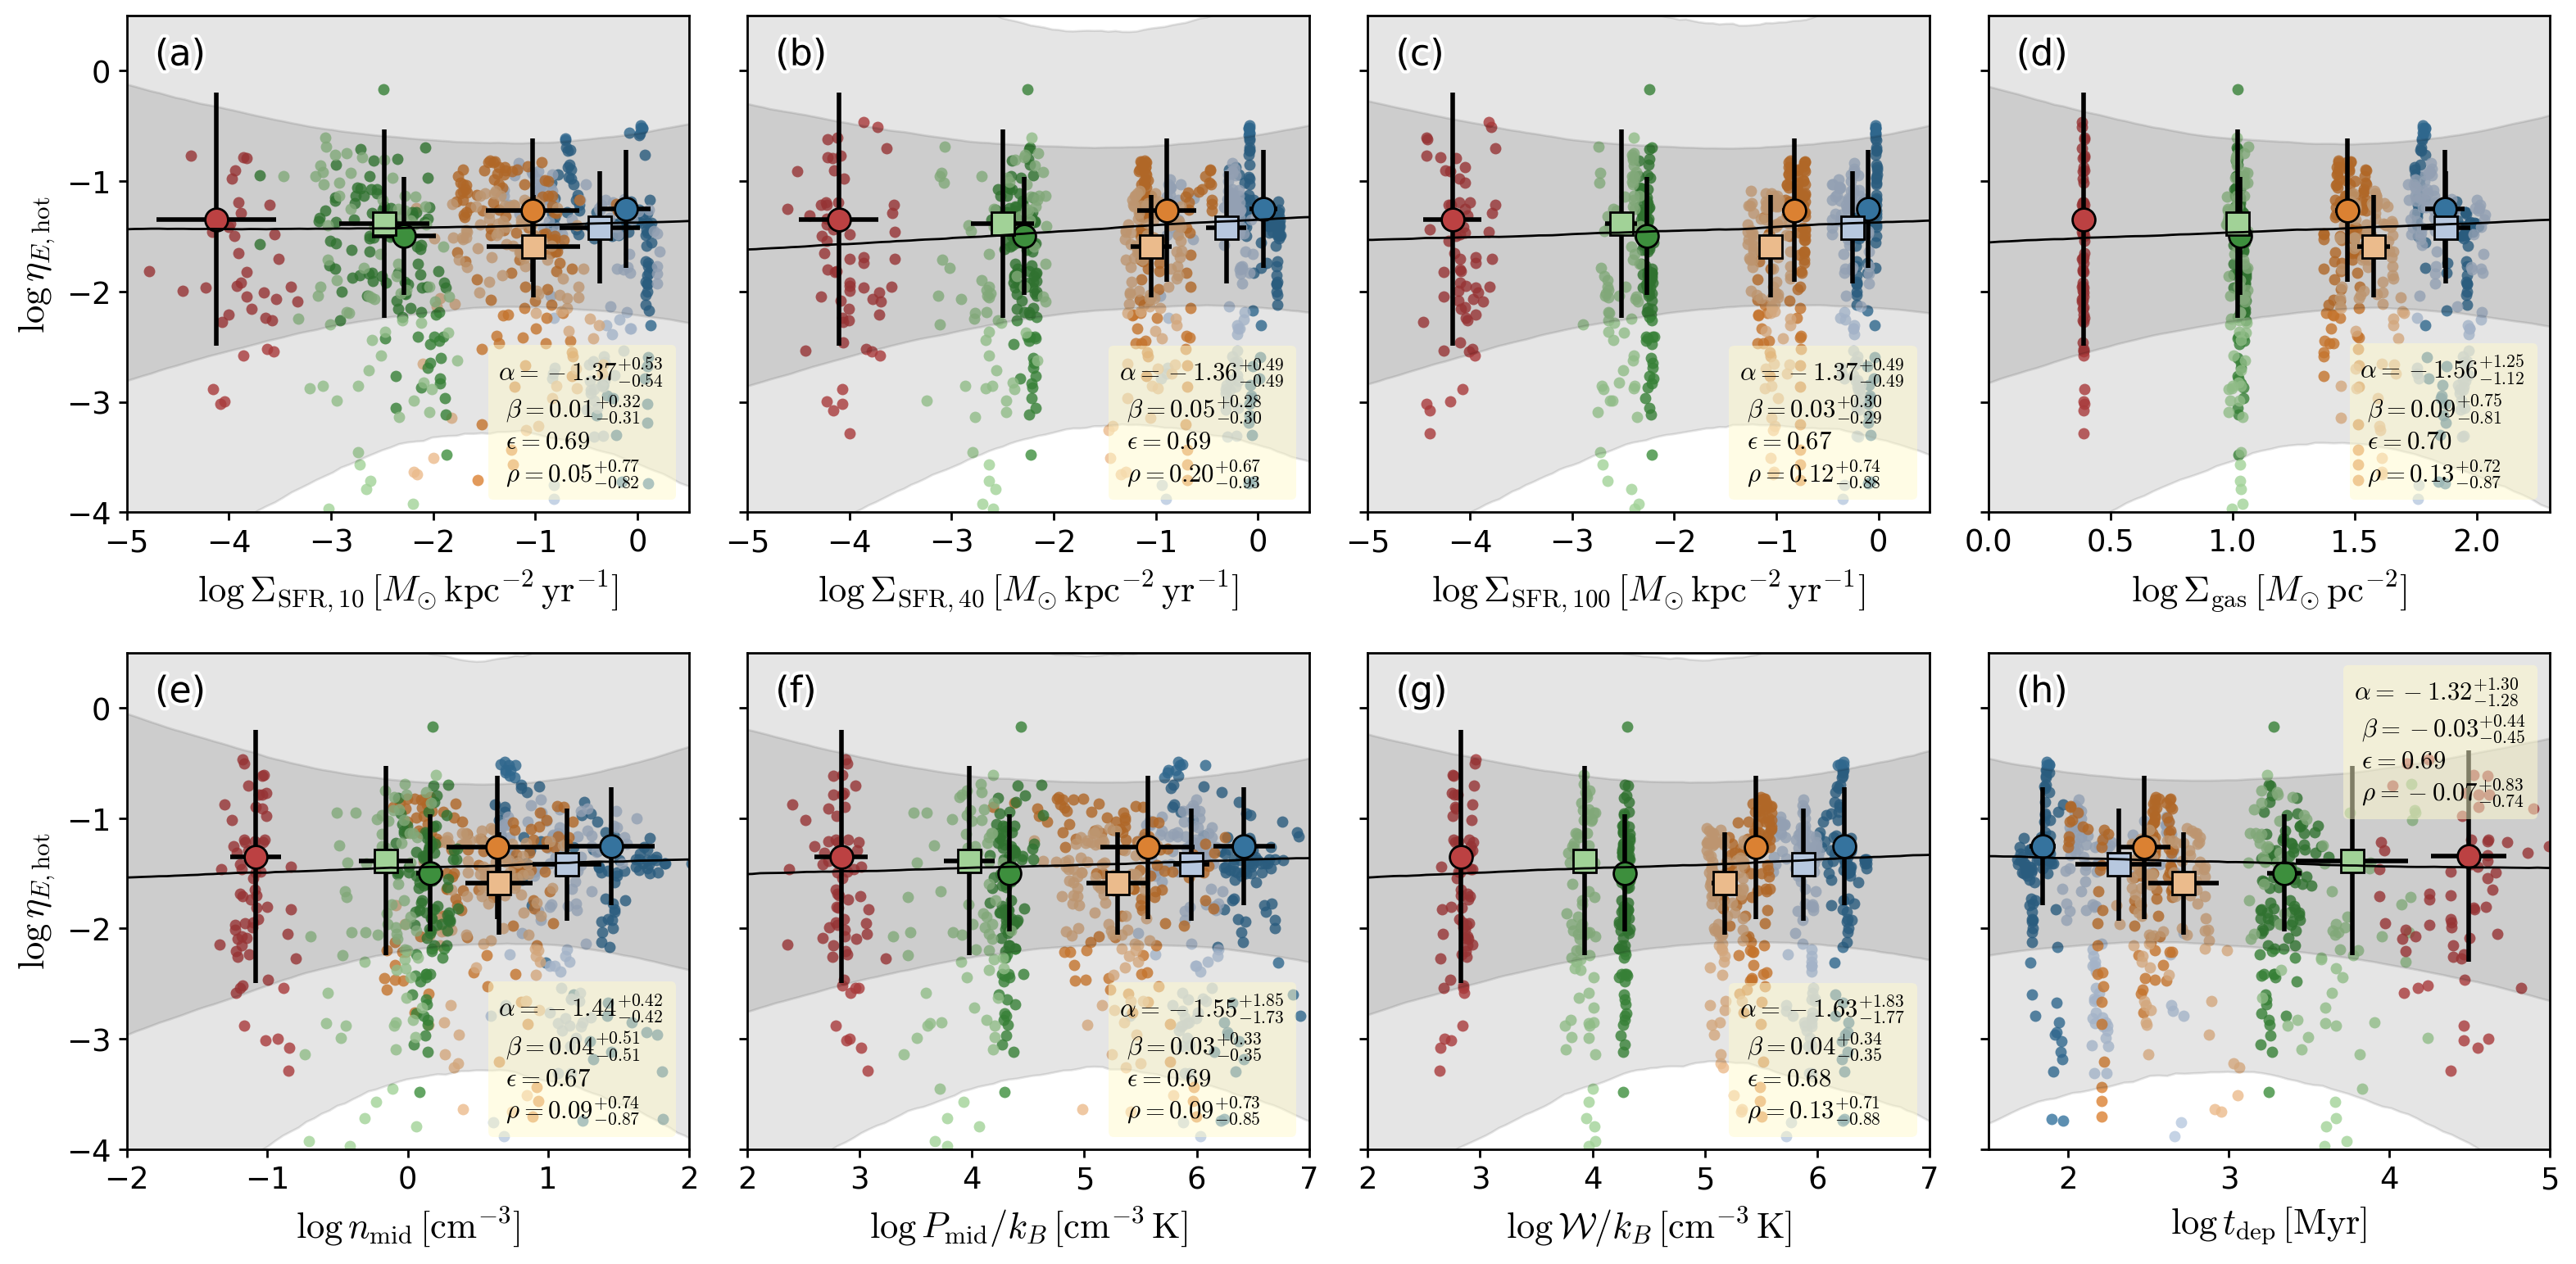 (a)
(b)
(c)
(d)
0
−1
−2
−3
−4
log η_{E, hot}
α = −1.37^{+0.53}_{−0.54}
β = 0.01^{+0.32}_{−0.31}
ϵ = 0.69
ρ = 0.05^{+0.77}_{−0.82}
α = −1.36^{+0.49}_{−0.49}
β = 0.05^{+0.28}_{−0.30}
ϵ = 0.69
ρ = 0.20^{+0.67}_{−0.93}
α = −1.37^{+0.49}_{−0.49}
β = 0.03^{+0.30}_{−0.29}
ϵ = 0.67
ρ = 0.12^{+0.74}_{−0.88}
α = −1.56^{+1.25}_{−1.12}
β = 0.09^{+0.75}_{−0.81}
ϵ = 0.70
ρ = 0.13^{+0.72}_{−0.87}
−5 −4 −3 −2 −1 0
−5 −4 −3 −2 −1 0
−5 −4 −3 −2 −1 0
0.0 0.5 1.0 1.5 2.0
log Σ_{SFR, 10} [M_⊙ kpc^{−2} yr^{−1}]
log Σ_{SFR, 40} [M_⊙ kpc^{−2} yr^{−1}]
log Σ_{SFR, 100} [M_⊙ kpc^{−2} yr^{−1}]
log Σ_{gas} [M_⊙ pc^{−2}]
(e)
(f)
(g)
(h)
0
−1
−2
−3
−4
log η_{E, hot}
α = −1.44^{+0.42}_{−0.42}
β = 0.04^{+0.51}_{−0.51}
ϵ = 0.67
ρ = 0.09^{+0.74}_{−0.87}
α = −1.55^{+1.85}_{−1.73}
β = 0.03^{+0.33}_{−0.35}
ϵ = 0.69
ρ = 0.09^{+0.73}_{−0.85}
α = −1.63^{+1.83}_{−1.77}
β = 0.04^{+0.34}_{−0.35}
ϵ = 0.68
ρ = 0.13^{+0.71}_{−0.88}
α = −1.32^{+1.30}_{−1.28}
β = −0.03^{+0.44}_{−0.45}
ϵ = 0.69
ρ = −0.07^{+0.83}_{−0.74}
−2 −1 0 1 2
2 3 4 5 6 7
2 3 4 5 6 7
2 3 4 5
log n_{mid} [cm^{−3}]
log P_{mid}/k_B [cm^{−3} K]
log 𝒲/k_B [cm^{−3} K]
log t_{dep} [Myr]